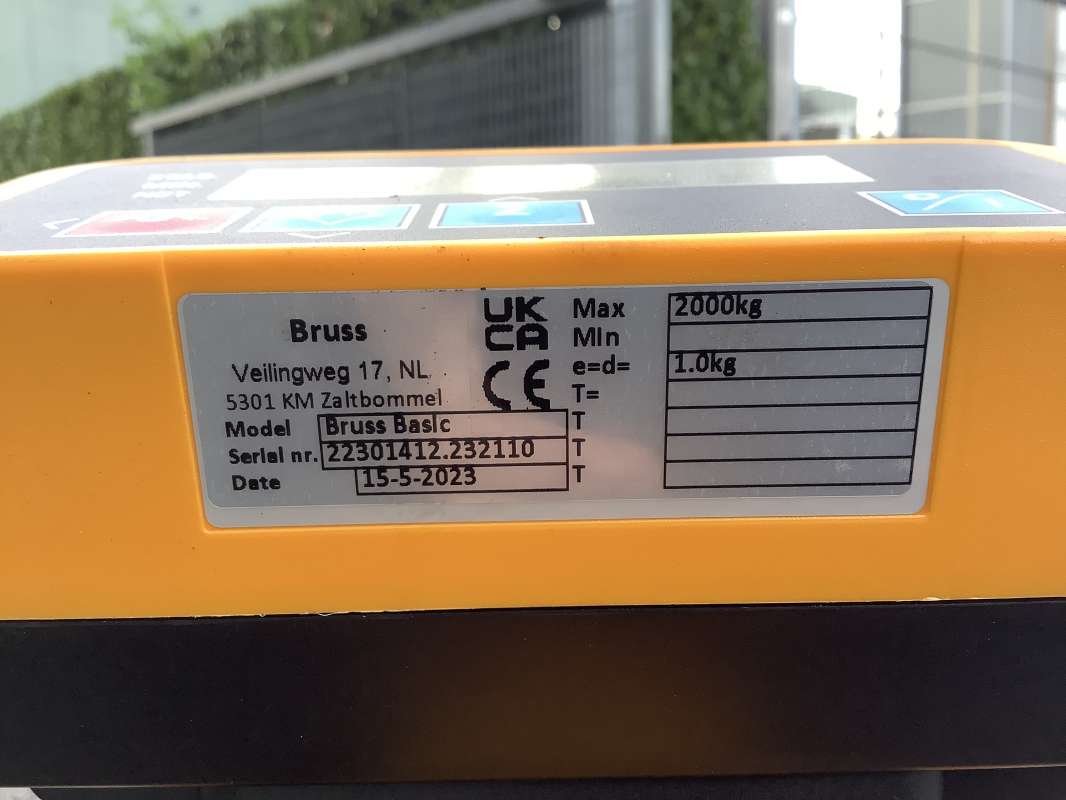 Bruss
Veilingweg 17, NL
5301 KM Zaltbommel
Model Bruss Basic
Serial nr. 22301412.232110
Date 15-5-2023
UK
CA
CE
Max 2000kg
Min
e=d= 1.0kg
T=
T
T
T